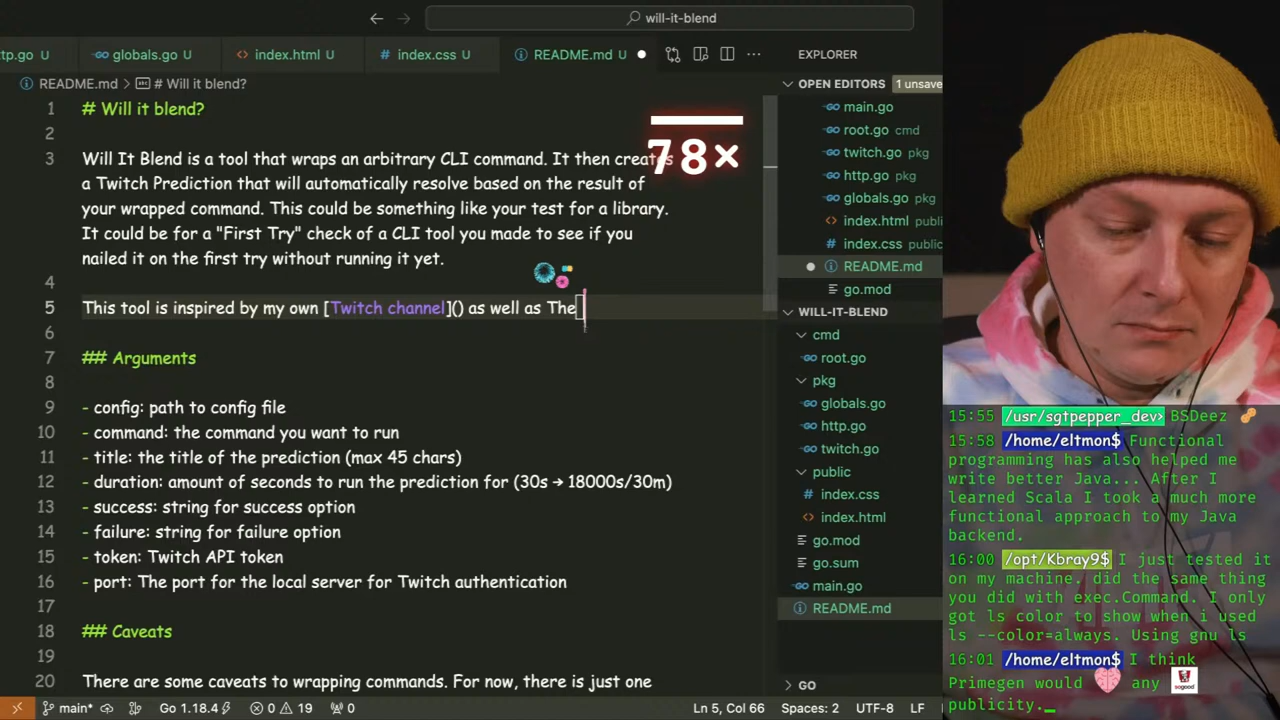 will-it-blend
tp.go U
globals.go U
index.html U
index.css U
README.md U
EXPLORER
README.md > # Will it blend?
OPEN EDITORS 1 unsave
1 # Will it blend?
2
3 Will It Blend is a tool that wraps an arbitrary CLI command. It then creates
a Twitch Prediction that will automatically resolve based on the result of
your wrapped command. This could be something like your test for a library.
It could be for a "First Try" check of a CLI tool you made to see if you
nailed it on the first try without running it yet.
4
5 This tool is inspired by my own [Twitch channel]() as well as The
6
7 ## Arguments
8
9 - config: path to config file
10 - command: the command you want to run
11 - title: the title of the prediction (max 45 chars)
12 - duration: amount of seconds to run the prediction for (30s → 18000s/30m)
13 - success: string for success option
14 - failure: string for failure option
15 - token: Twitch API token
16 - port: The port for the local server for Twitch authentication
17
18 ## Caveats
19
20 There are some caveats to wrapping commands. For now, there is just one
78×
main.go
root.go cmd
twitch.go pkg
http.go pkg
globals.go pkg
index.html publi
index.css public
README.md
go.mod
WILL-IT-BLEND
cmd
root.go
pkg
globals.go
http.go
twitch.go
public
index.css
index.html
go.mod
go.sum
main.go
README.md
GO
15:55 /usr/sgtpepper_dev> BSDeez
15:58 /home/eltmon$ Functional
programming has also helped me
write better Java... After I
learned Scala I took a much more
functional approach to my Java
backend.
16:00 /opt/Kbray9$ I just tested it
on my machine. did the same thing
you did with exec.Command. I only
got ls color to show when i used
ls --color=always. Using gnu ls
16:01 /home/eltmon$ I think
Primegen would any
sogood
publicity._
main* Go 1.18.4 0 19 0
Ln 5, Col 66 Spaces: 2 UTF-8 LF